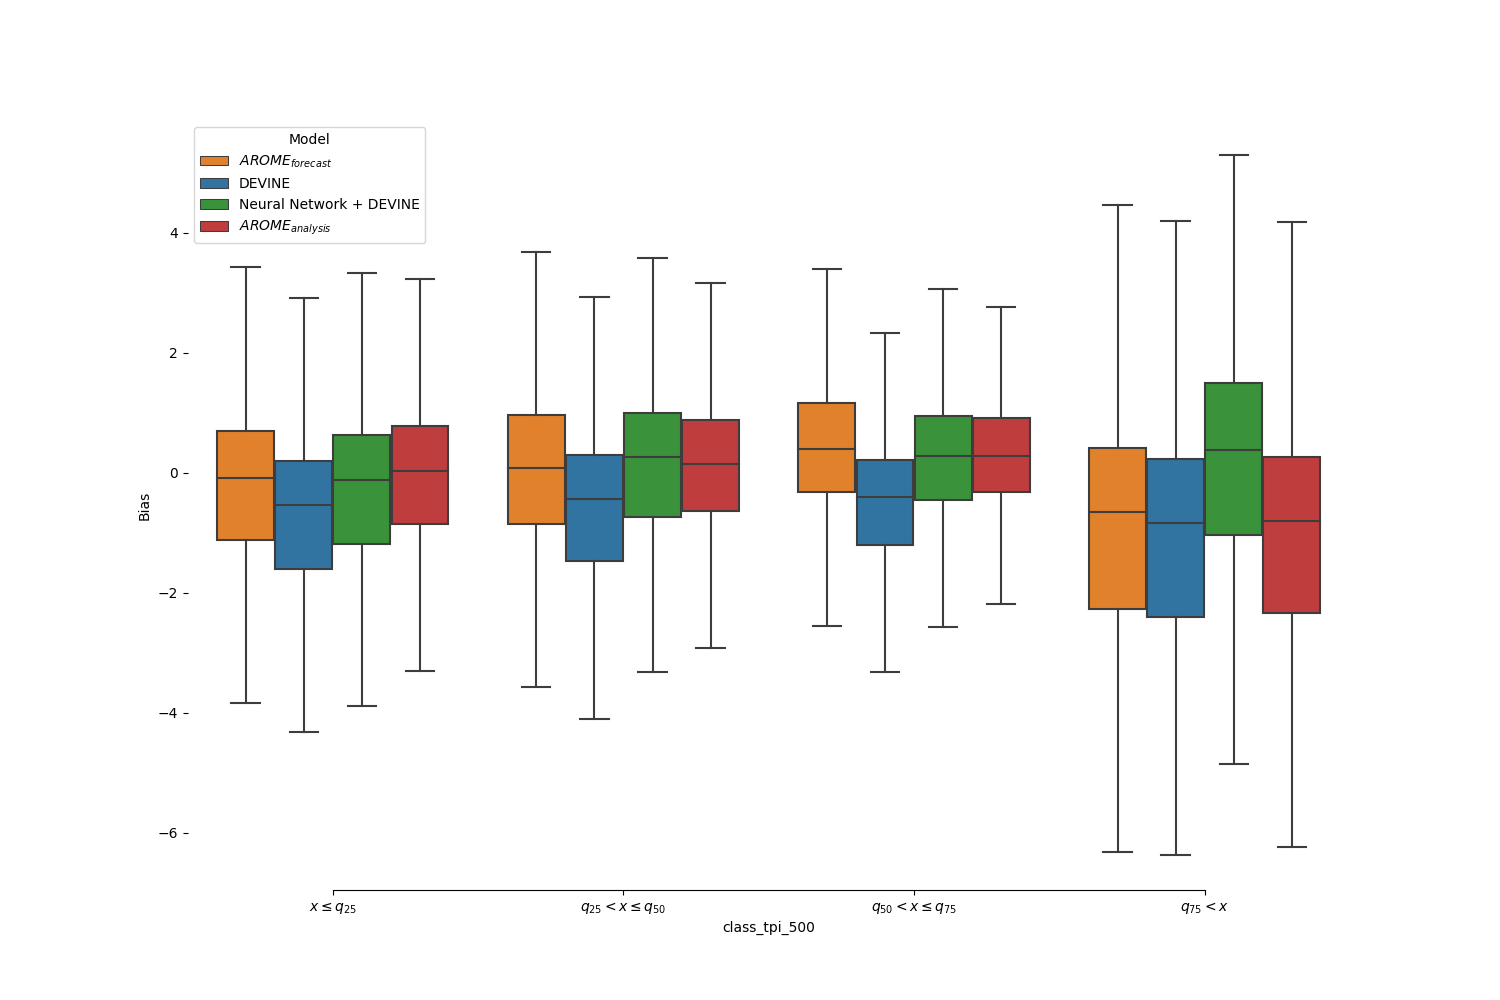 Model
AROME_forecast
DEVINE
Neural Network + DEVINE
AROME_analysis
4
2
0
−2
−4
−6
Bias
x ≤ q₂₅
q₂₅ < x ≤ q₅₀
q₅₀ < x ≤ q₇₅
q₇₅ < x
class_tpi_500